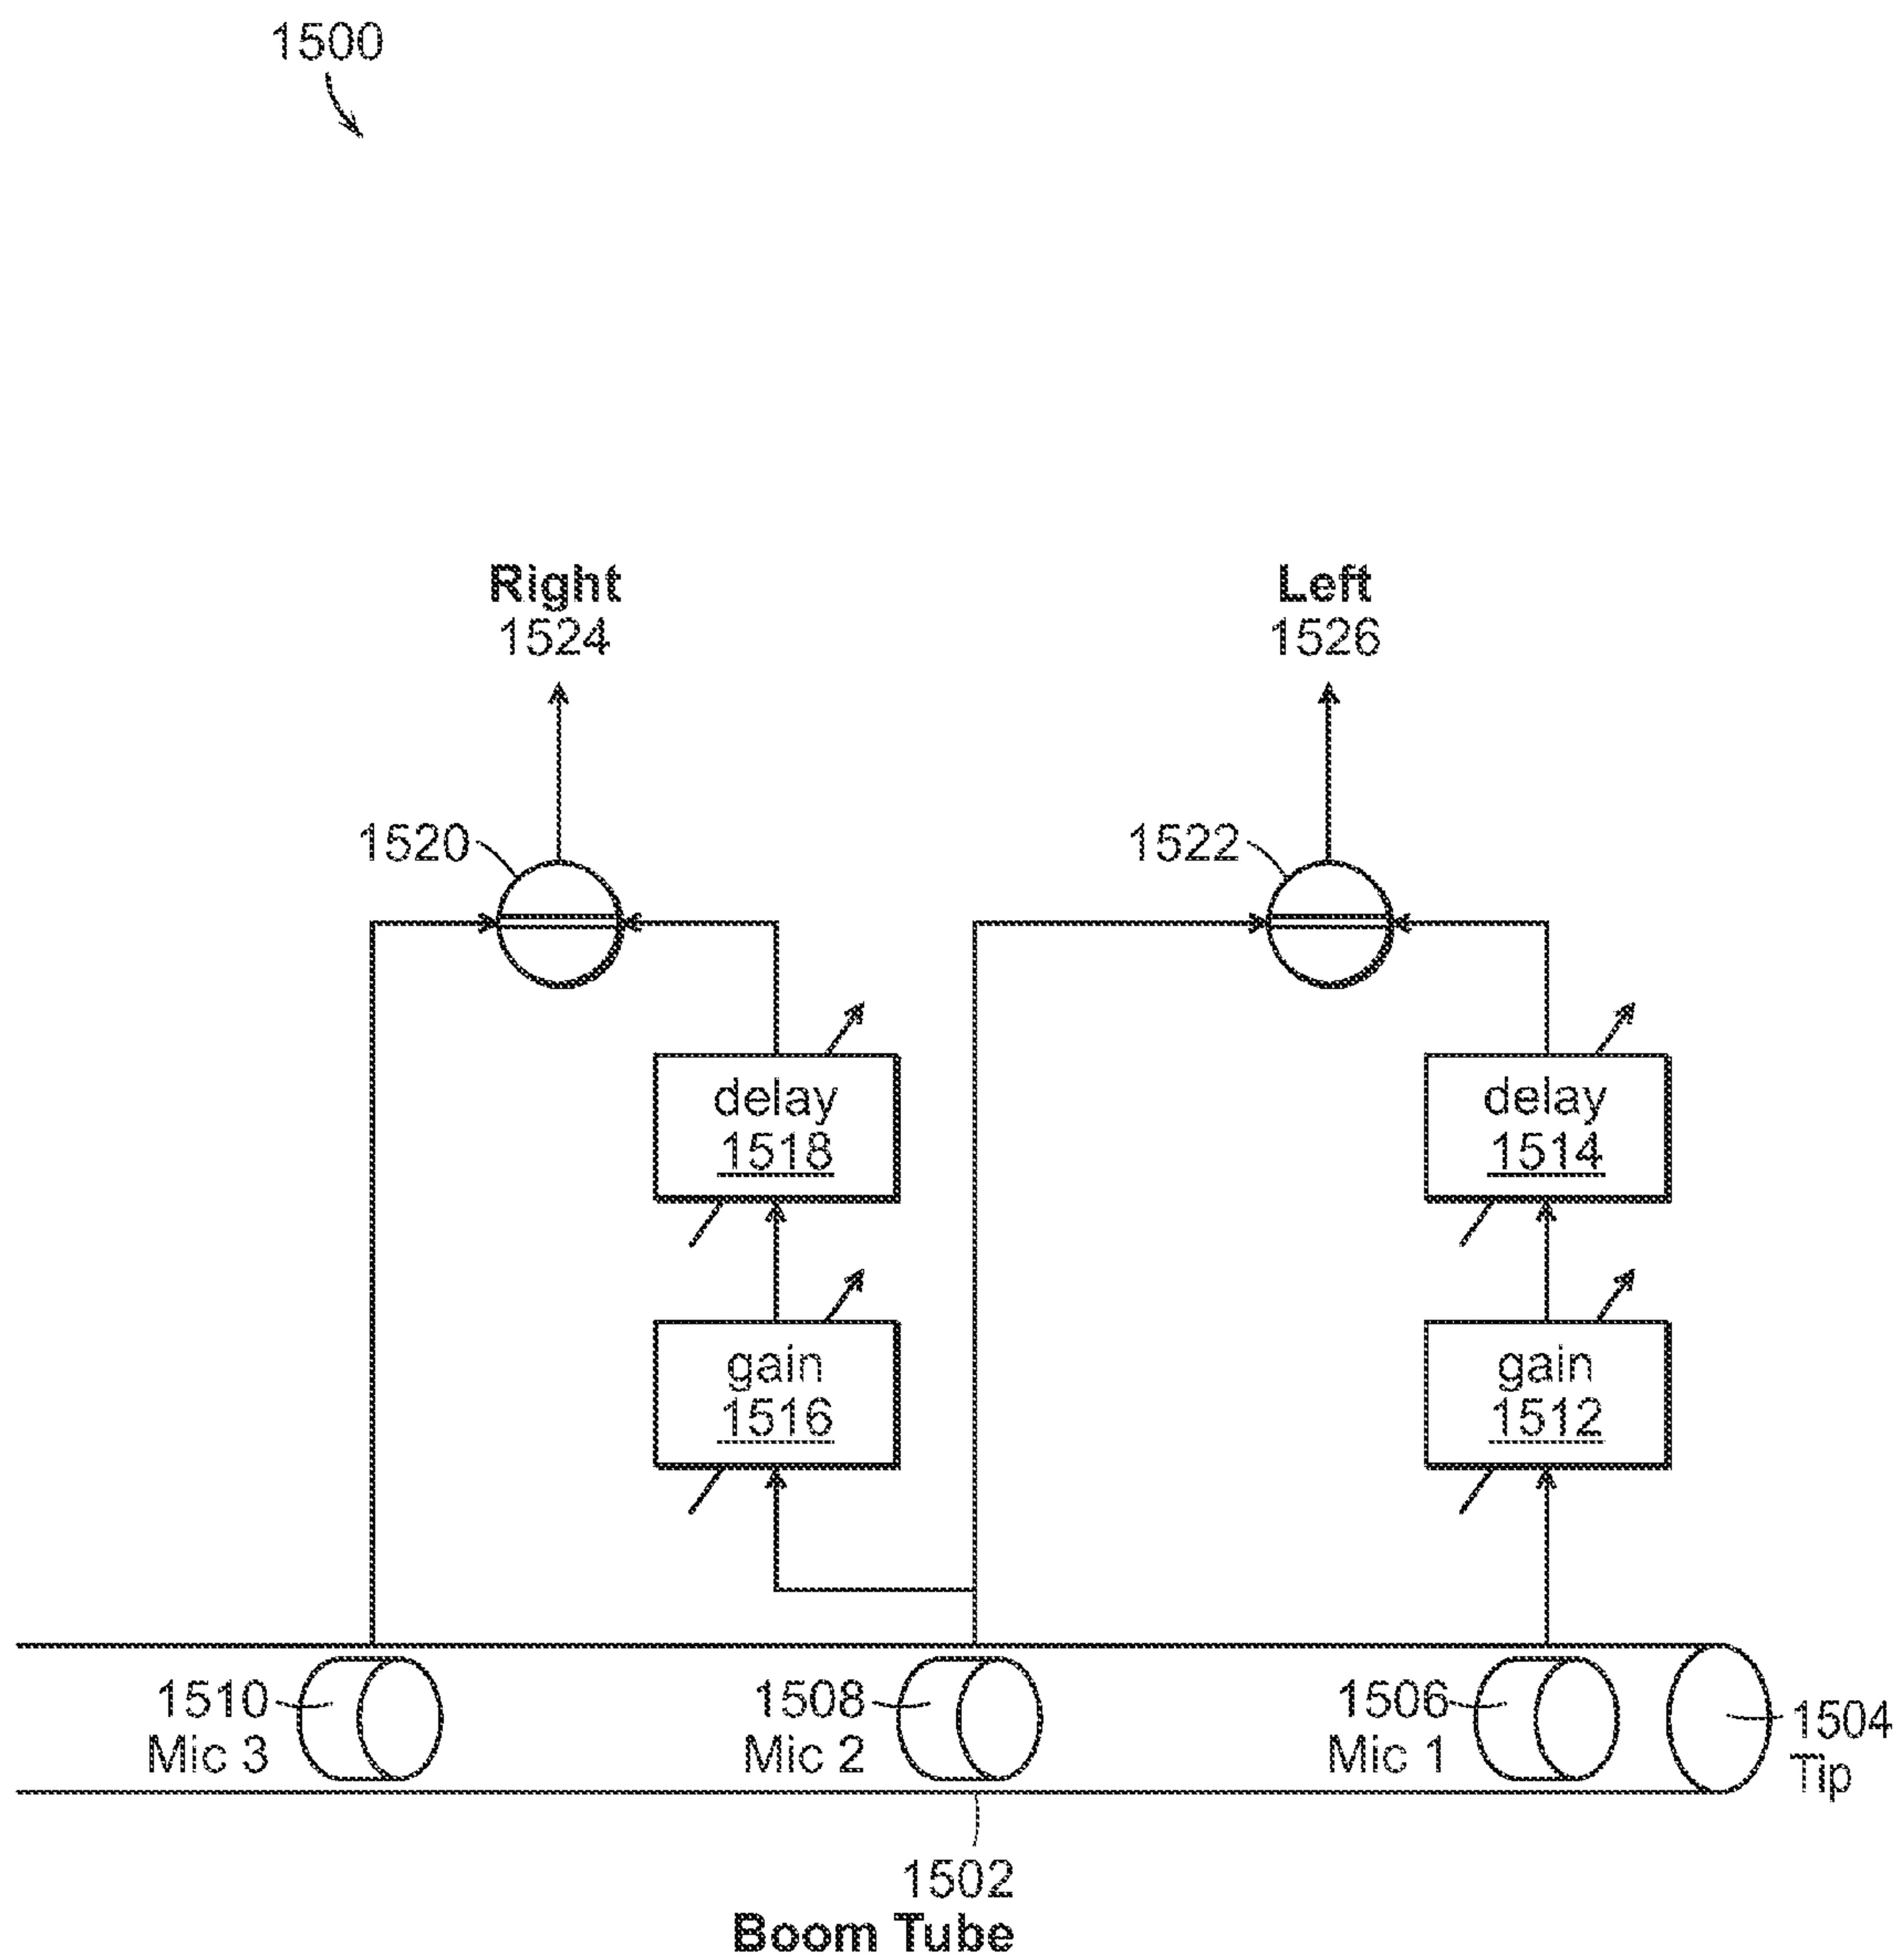 1500
Right
1524
Left
1526
1520
1522
delay
1518
delay
1514
gain
1516
gain
1512
1510
Mic 3
1508
Mic 2
1506
Mic 1
1504
Tip
1502
Boom Tube